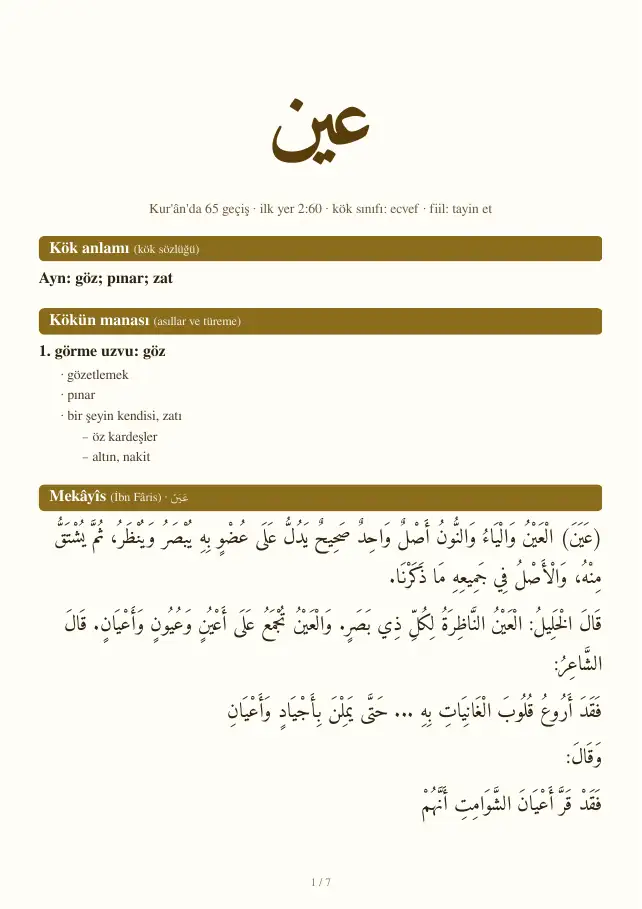 عين
Kur'ân'da 65 geçiş · ilk yer 2:60 · kök sınıfı: ecvef · fiil: tayin et
Kök anlamı (kök sözlüğü)
Ayn: göz; pınar; zat
Kökün manası (asıllar ve türeme)
1. görme uzvu: göz
· gözetlemek
· pınar
· bir şeyin kendisi, zatı
– öz kardeşler
– altın, nakit
Mekâyîs (İbn Fâris) · عَيَنَ
(عَيَنَ) الْعَيْنُ وَالْيَاءُ وَالنُّونُ أَصْلٌ وَاحِدٌ صَحِيحٌ يَدُلُّ عَلَى عُضْوٍ بِهِ يُبْصَرُ وَيُنْظَرُ، ثُمَّ يُشْتَقُّ
مِنْهُ، وَالْأَصْلُ فِي جَمِيعِهِ مَا ذَكَرْنَا.
قَالَ الْخَلِيلُ: الْعَيْنُ النَّاظِرَةُ لِكُلِّ ذِي بَصَرٍ. وَالْعَيْنُ تُجْمَعُ عَلَى أَعْيُنٍ وَعُيُونٍ وَأَعْيَانٍ. قَالَ
الشَّاعِرُ:
فَقَدَ أَرُوعُ قُلُوبَ الْغَانِيَاتِ بِهِ ... حَتَّى يَمِلْنَ بِأَجْيَادٍ وَأَعْيَانِ
وَقَالَ:
فَقَدْ قَرَّ أَعْيَانَ الشَّوَامِتِ أَنَّهُمْ
1 / 7